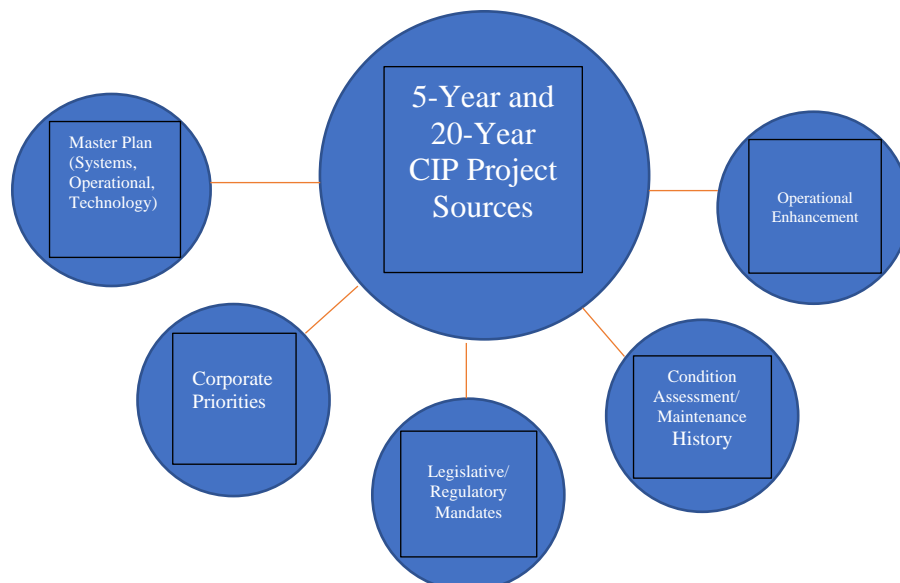 5-Year and
20-Year
CIP Project
Sources
Master Plan
(Systems,
Operational,
Technology)
Operational
Enhancement
Corporate
Priorities
Condition
Assessment/
Maintenance
History
Legislative/
Regulatory
Mandates